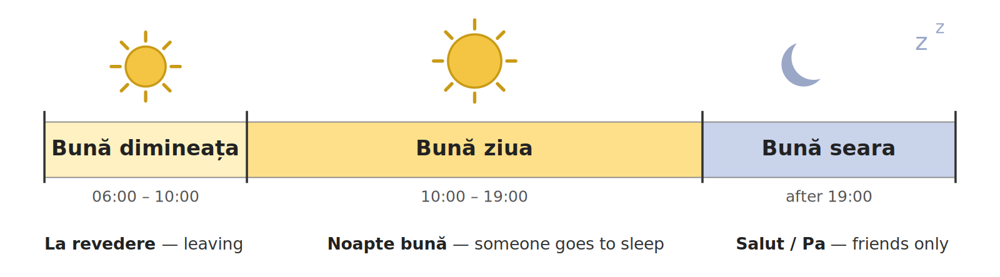 z
z
Bună dimineața
Bună ziua
Bună seara
06:00 – 10:00
10:00 – 19:00
after 19:00
La revedere — leaving
Noapte bună — someone goes to sleep
Salut / Pa — friends only